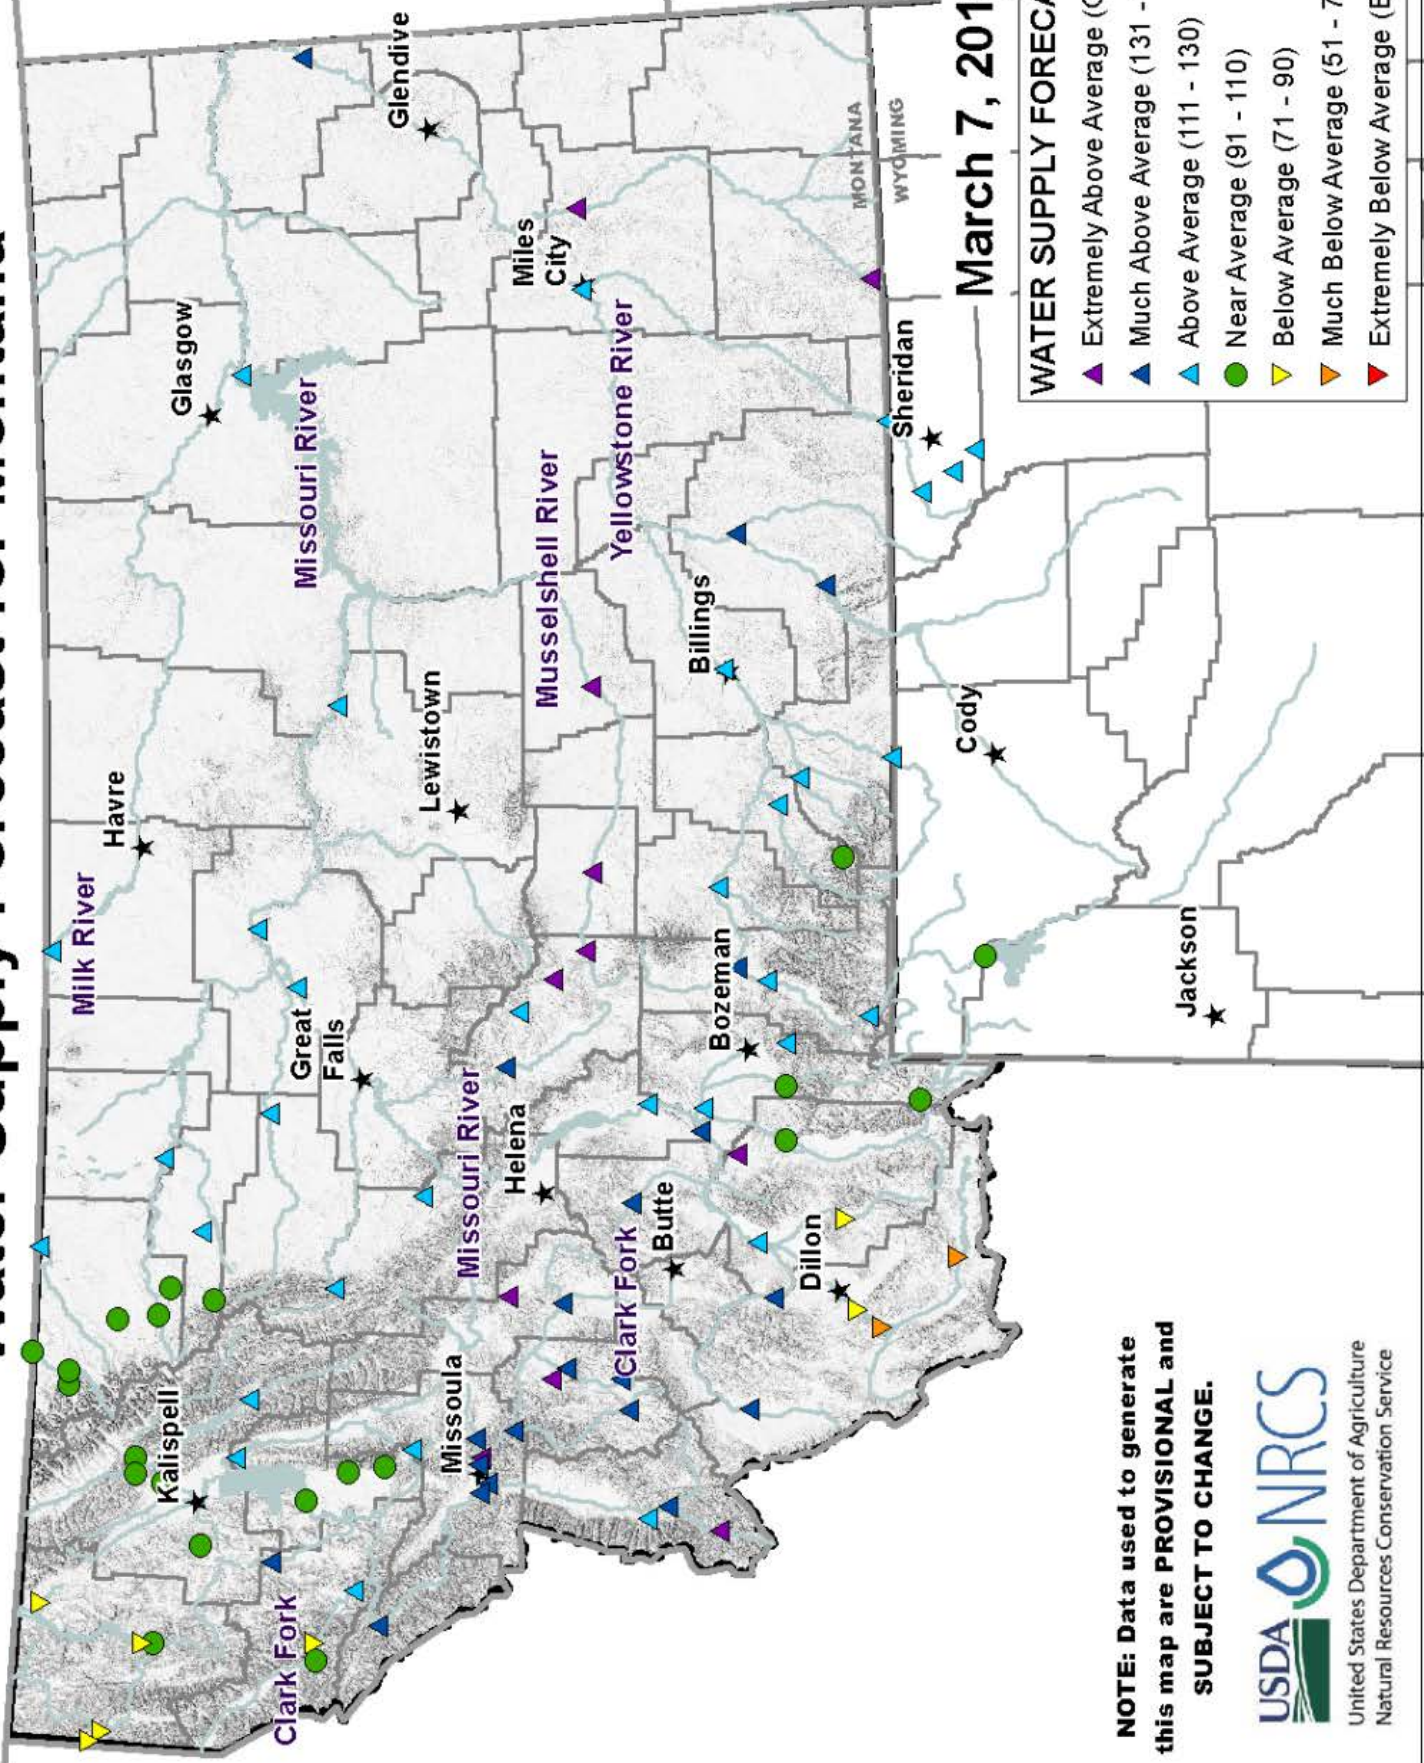 Milk River
Havre
Glasgow
Kalispell
Great
Falls
Missouri River
Lewistown
Glendive
Clark Fork
Missoula
Missouri River
Helena
Musselshell River
Miles
City
Clark Fork
Butte
Yellowstone River
Bozeman
Billings
Dillon
MONTANA
WYOMING
Sheridan
Cody
Jackson
March 7, 201
WATER SUPPLY
Extremely Above Average
Much Above Average (131 -
Above Average (111 - 130)
Near Average (91 - 110)
Below Average (71 - 90)
Much Below Average (51 -
Extremely Below Average
NOTE: Data used to generate
this map are PROVISIONAL and
SUBJECT TO CHANGE.
USDA NRCS
United States Department of Agriculture
Natural Resources Conservation Service